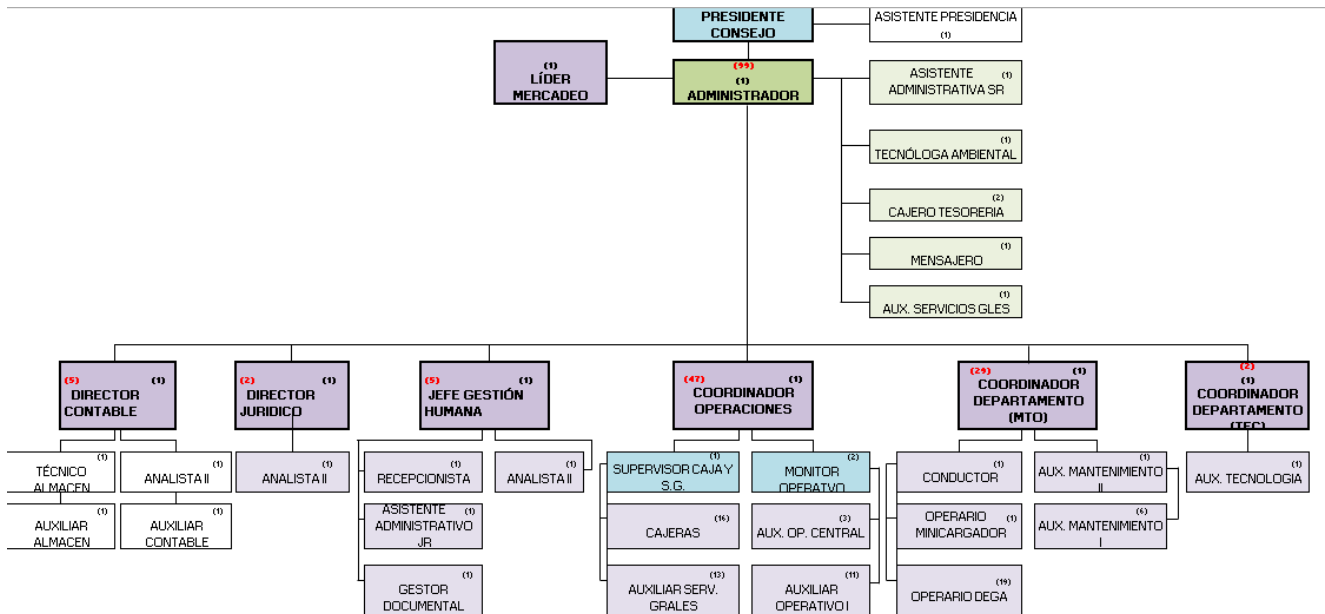 PRESIDENTE
CONSEJO
ASISTENTE PRESIDENCIA
(1)
(1)
LÍDER
MERCADEO
(99)
(1)
ADMINISTRADOR
ASISTENTE (1)
ADMINISTRATIVA SR
(1)
TECNÓLOGA AMBIENTAL
(2)
CAJERO TESORERIA
(1)
MENSAJERO
(1)
AUX. SERVICIOS GLES
(5) (1)
DIRECTOR
CONTABLE
(2) (1)
DIRECTOR
JURIDICO
(5) (1)
JEFE GESTIÓN
HUMANA
(47) (1)
COORDINADOR
OPERACIONES
(29) (1)
COORDINADOR
DEPARTAMENTO
(MTO)
(2)
(1)
COORDINADOR
DEPARTAMENTO
(TEC)
(1)
TÉCNICO
ALMACEN
(1)
ANALISTA II
(1)
ANALISTA II
(1)
RECEPCIONISTA
(1)
ANALISTA II
(1)
SUPERVISOR CAJA Y
S.G.
(2)
MONITOR
OPERATVO
(1)
CONDUCTOR
(1)
AUX. MANTENIMIENTO
II
(1)
AUX. TECNOLOGIA
(1)
AUXILIAR
ALMACEN
(1)
AUXILIAR
CONTABLE
ASISTENTE
ADMINISTRATIVO (1)
JR
(16)
CAJERAS
(3)
AUX. OP. CENTRAL
OPERARIO (1)
MINICARGADOR
(6)
AUX. MANTENIMIENTO
I
(1)
GESTOR
DOCUMENTAL
(13)
AUXILIAR SERV.
GRALES
(11)
AUXILIAR
OPERATIVO I
(19)
OPERARIO DEGA